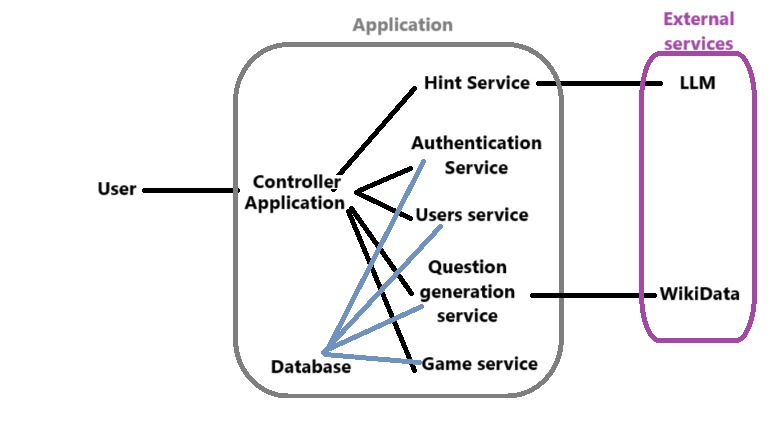 Application
External
services
Hint Service
LLM
Authentication
Service
User
Controller
Application
Users service
Question
generation
service
WikiData
Database
Game service